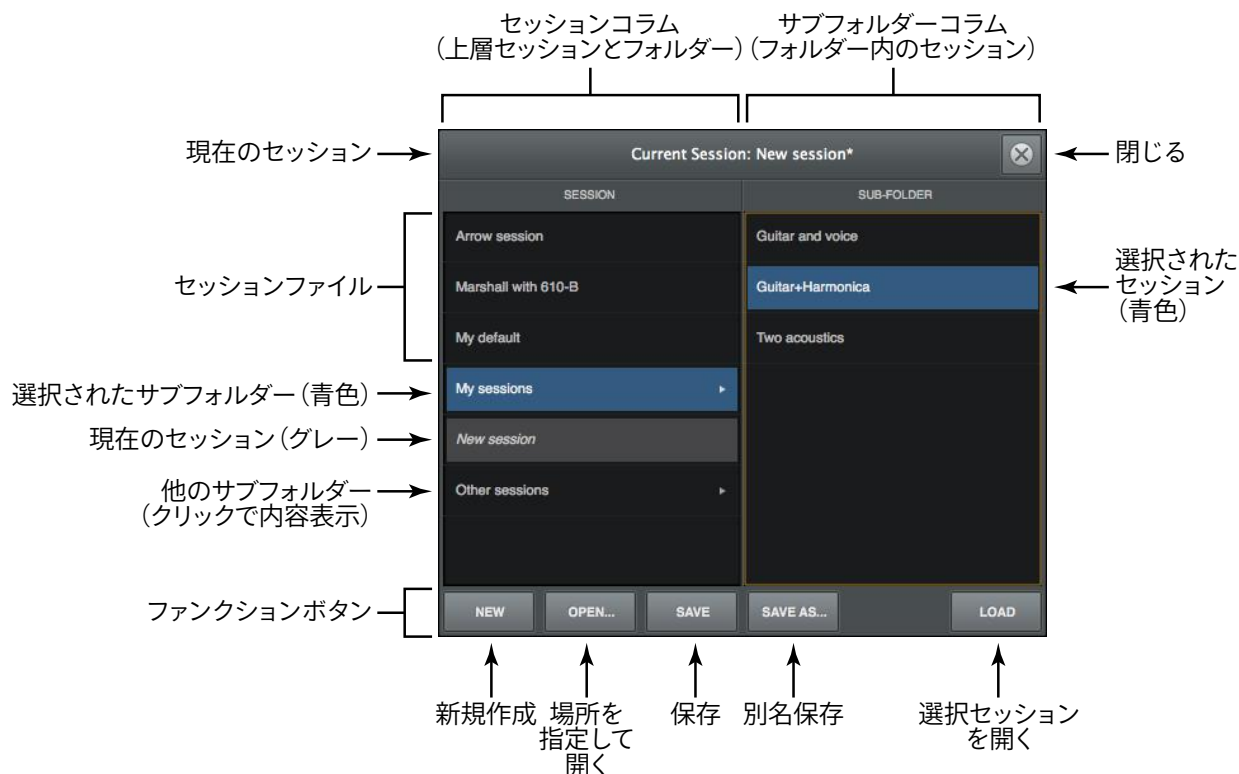 セッションコラム
（上層セッションとフォルダー）
サブフォルダーコラム
（フォルダー内のセッション）
現在のセッション
Current Session: New session*
閉じる
SESSION
SUB-FOLDER
セッションファイル
Arrow session
Marshall with 610-B
My default
Guitar and voice
Guitar+Harmonica
Two acoustics
選択された
セッション
（青色）
選択されたサブフォルダー（青色）
My sessions
現在のセッション（グレー）
New session
他のサブフォルダー
（クリックで内容表示）
Other sessions
ファンクションボタン
NEW
OPEN...
SAVE
SAVE AS...
LOAD
新規作成
場所を
指定して
開く
保存
別名保存
選択セッション
を開く